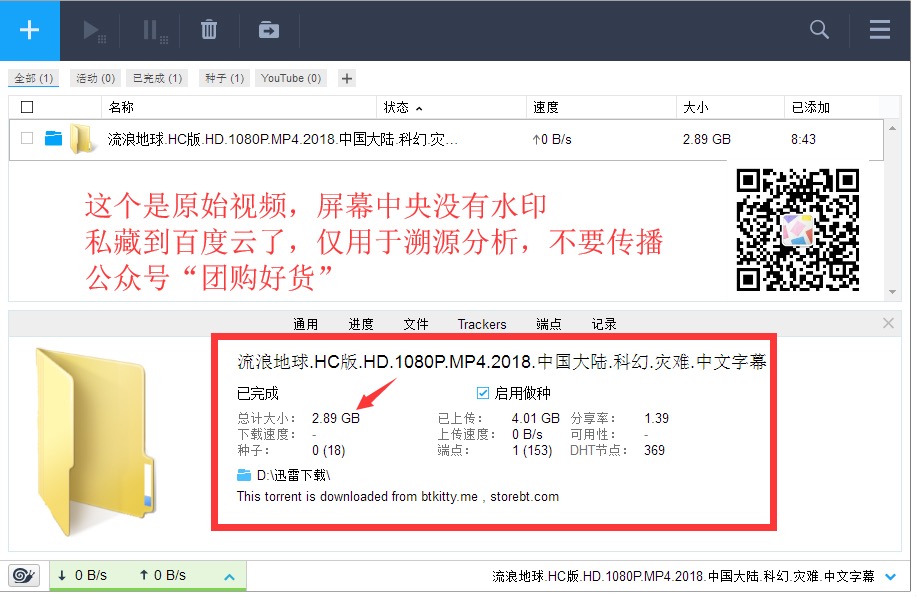 全部 (1) 活动 (0) 已完成 (1) 种子 (1) YouTube (0) +
名称 状态 速度 大小 已添加
流浪地球.HC版.HD.1080P.MP4.2018.中国大陆.科幻.灾... ↑0 B/s 2.89 GB 8:43
这个是原始视频，屏幕中央没有水印
私藏到百度云了，仅用于溯源分析，不要传播
公众号“团购好货”
通用 进度 文件 Trackers 端点 记录
流浪地球.HC版.HD.1080P.MP4.2018.中国大陆.科幻.灾难.中文字幕
已完成 启用做种
总计大小： 2.89 GB 已上传： 4.01 GB 分享率： 1.39
下载速度： - 上传速度： 0 B/s 可用性： -
种子： 0 (18) 端点： 1 (153) DHT节点： 369
D:\迅雷下载\
This torrent is downloaded from btkitty.me , storebt.com
↓ 0 B/s ↑ 0 B/s 流浪地球.HC版.HD.1080P.MP4.2018.中国大陆.科幻.灾难.中文字幕